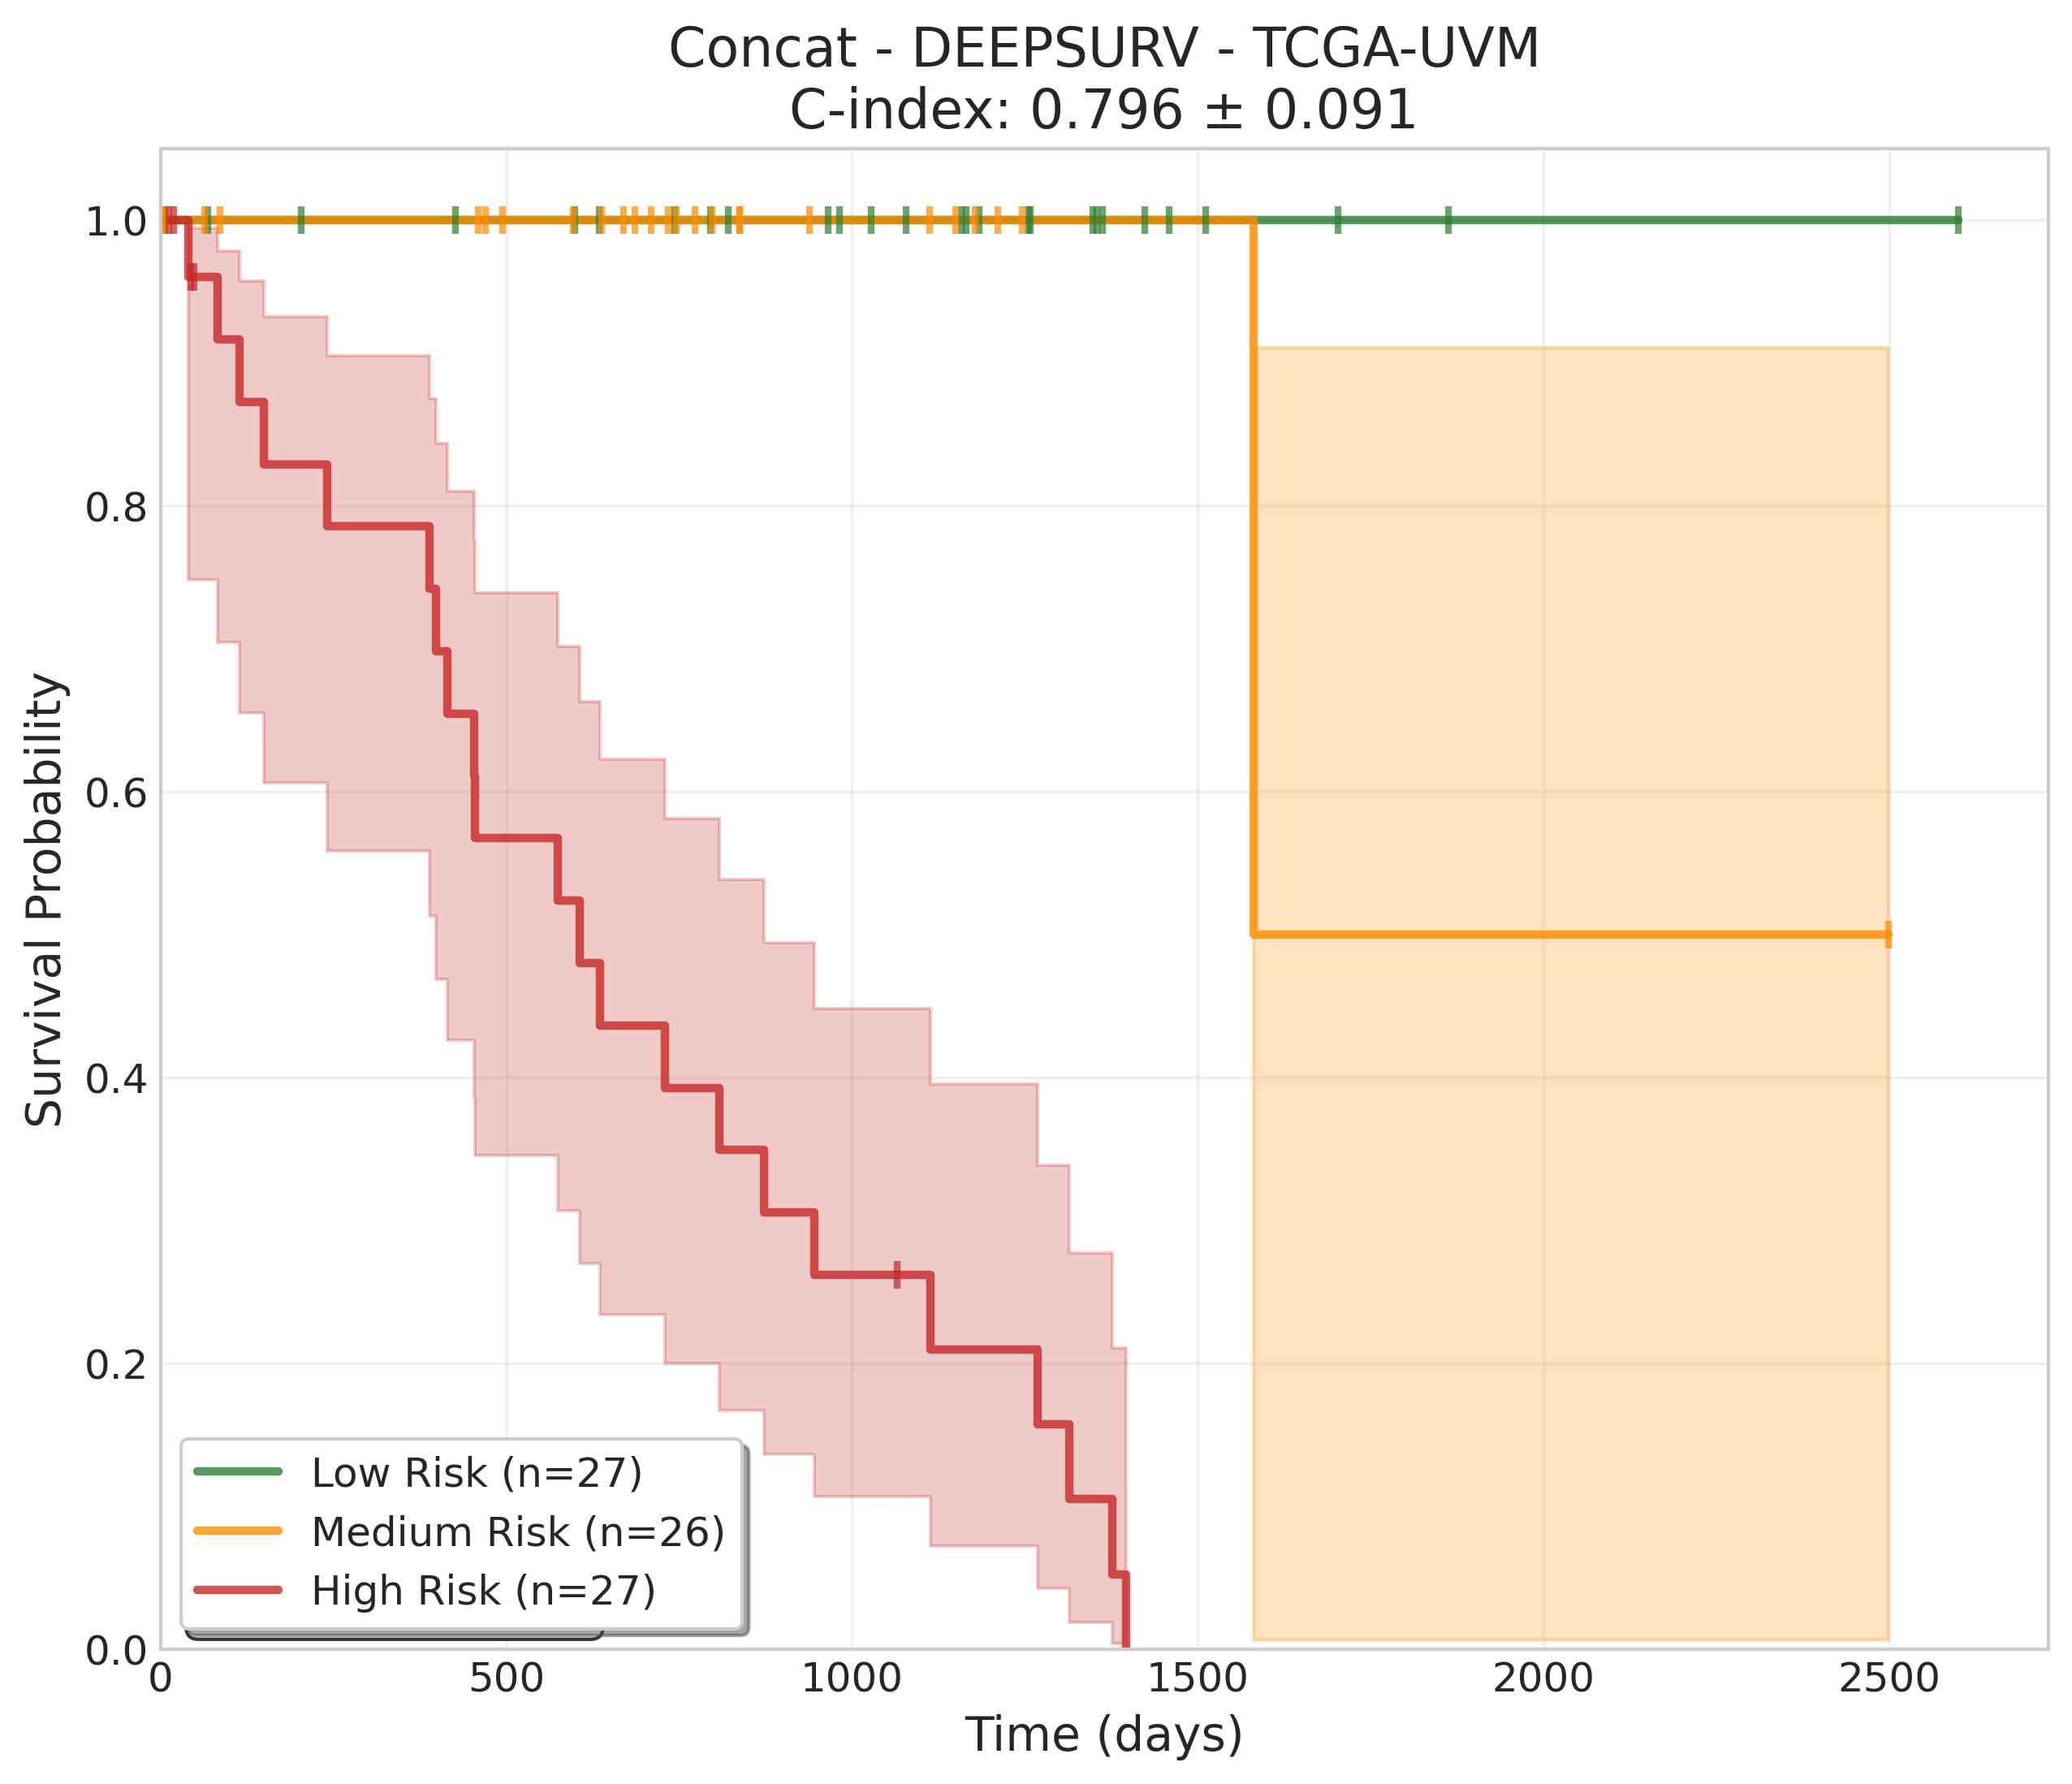 Concat - DEEPSURV - TCGA-UVM
C-index: 0.796 ± 0.091
Survival Probability
1.0
0.8
0.6
0.4
0.2
0.0
Low Risk (n=27)
Medium Risk (n=26)
High Risk (n=27)
0 500 1000 1500 2000 2500
Time (days)